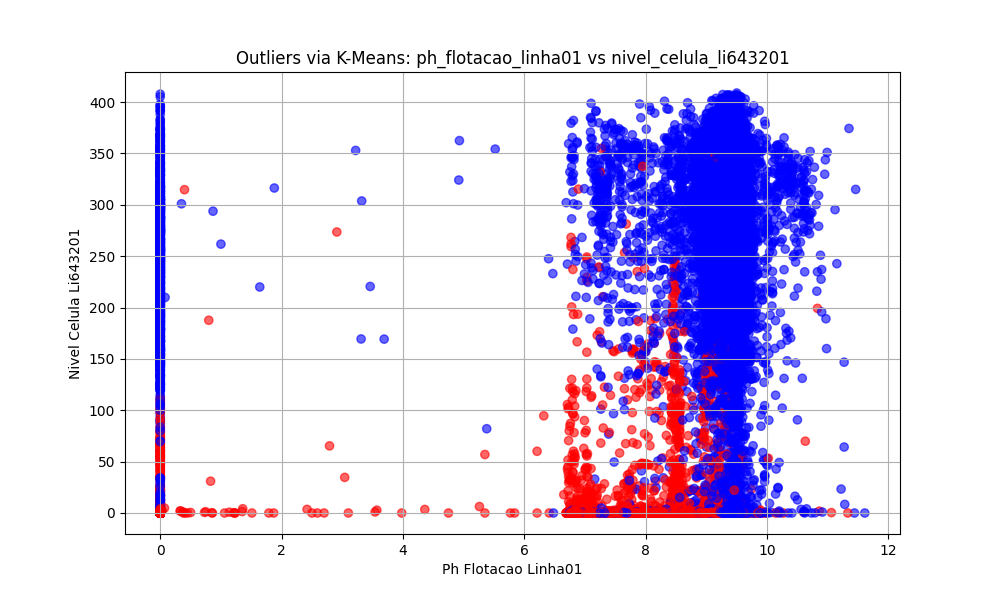 Outliers via K-Means: ph_flotacao_linha01 vs nivel_celula_li643201
400
350
300
250
200
150
100
50
0
Nivel Celula Li643201
0 2 4 6 8 10 12
Ph Flotacao Linha01